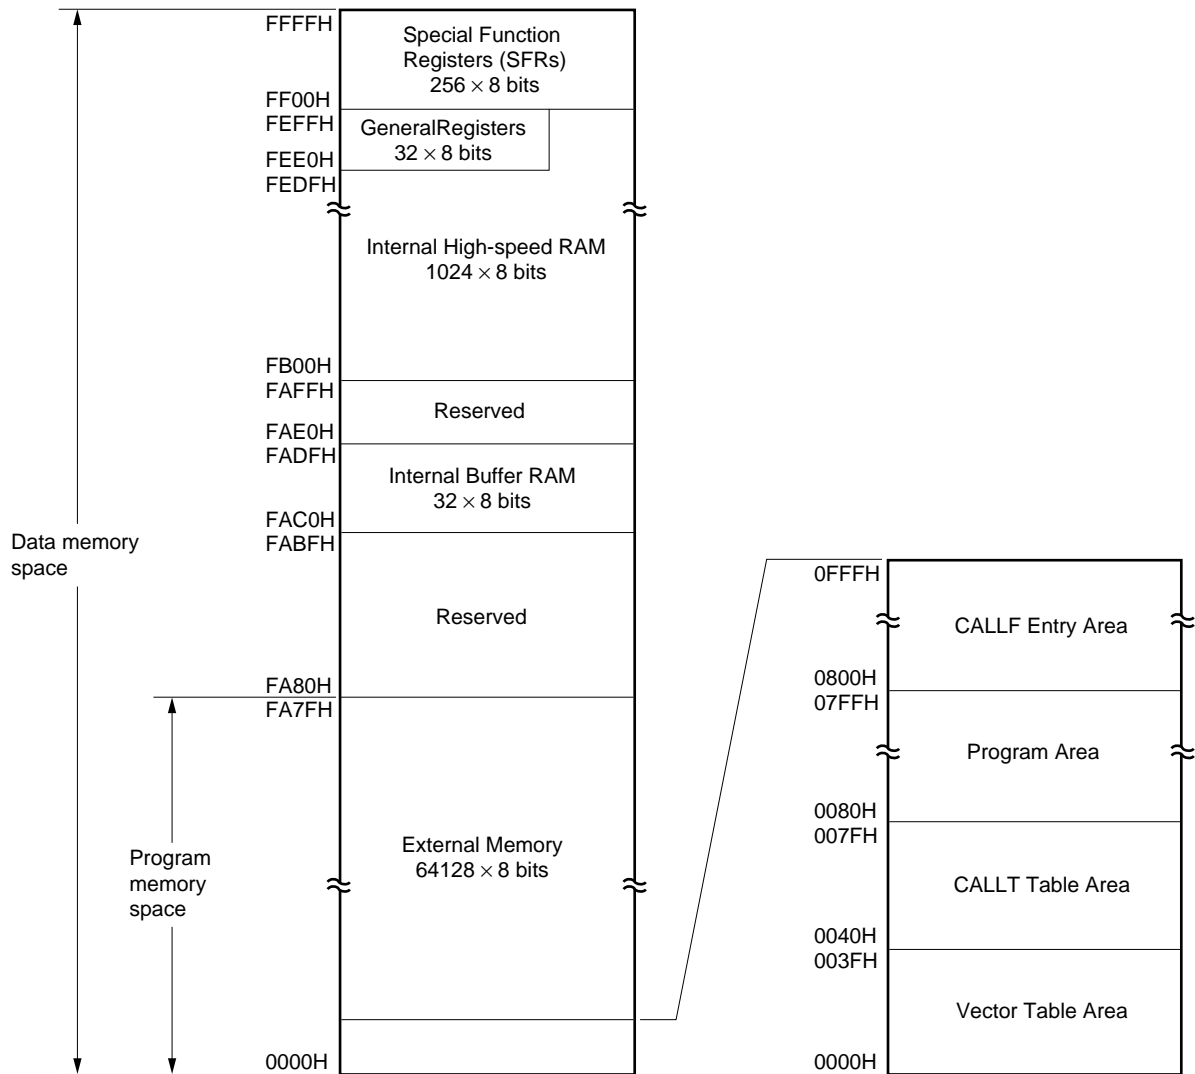 FFFFH
Special Function
Registers (SFRs)
256 × 8 bits
FF00H
FEFFH
GeneralRegisters
32 × 8 bits
FEE0H
FEDFH
Internal High-speed RAM
1024 × 8 bits
FB00H
FAFFH
Reserved
FAE0H
FADFH
Internal Buffer RAM
32 × 8 bits
FAC0H
FABFH
Data memory
space
Reserved
FA80H
FA7FH
External Memory
64128 × 8 bits
Program
memory
space
0000H
0FFFH
CALLF Entry Area
0800H
07FFH
Program Area
0080H
007FH
CALLT Table Area
0040H
003FH
Vector Table Area
0000H